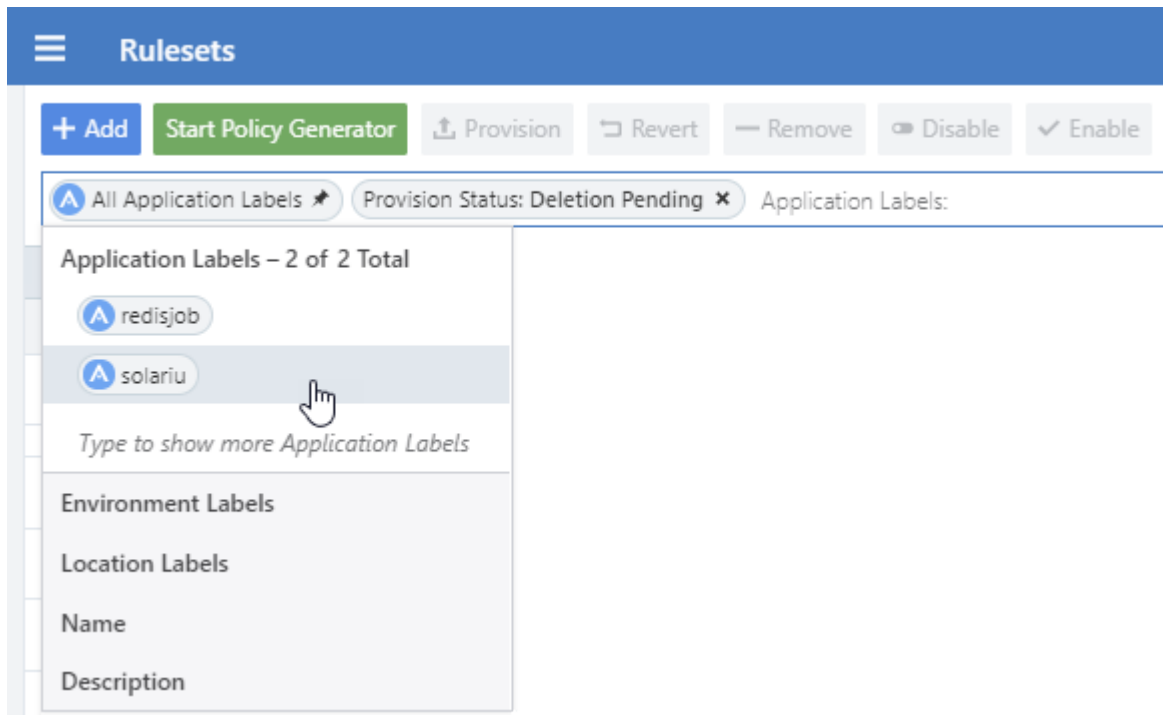 Rulesets
+ Add Start Policy Generator Provision Revert Remove Disable Enable
All Application Labels Provision Status: Deletion Pending × Application Labels:
Application Labels – 2 of 2 Total
redisjob
solariu
Type to show more Application Labels
Environment Labels
Location Labels
Name
Description